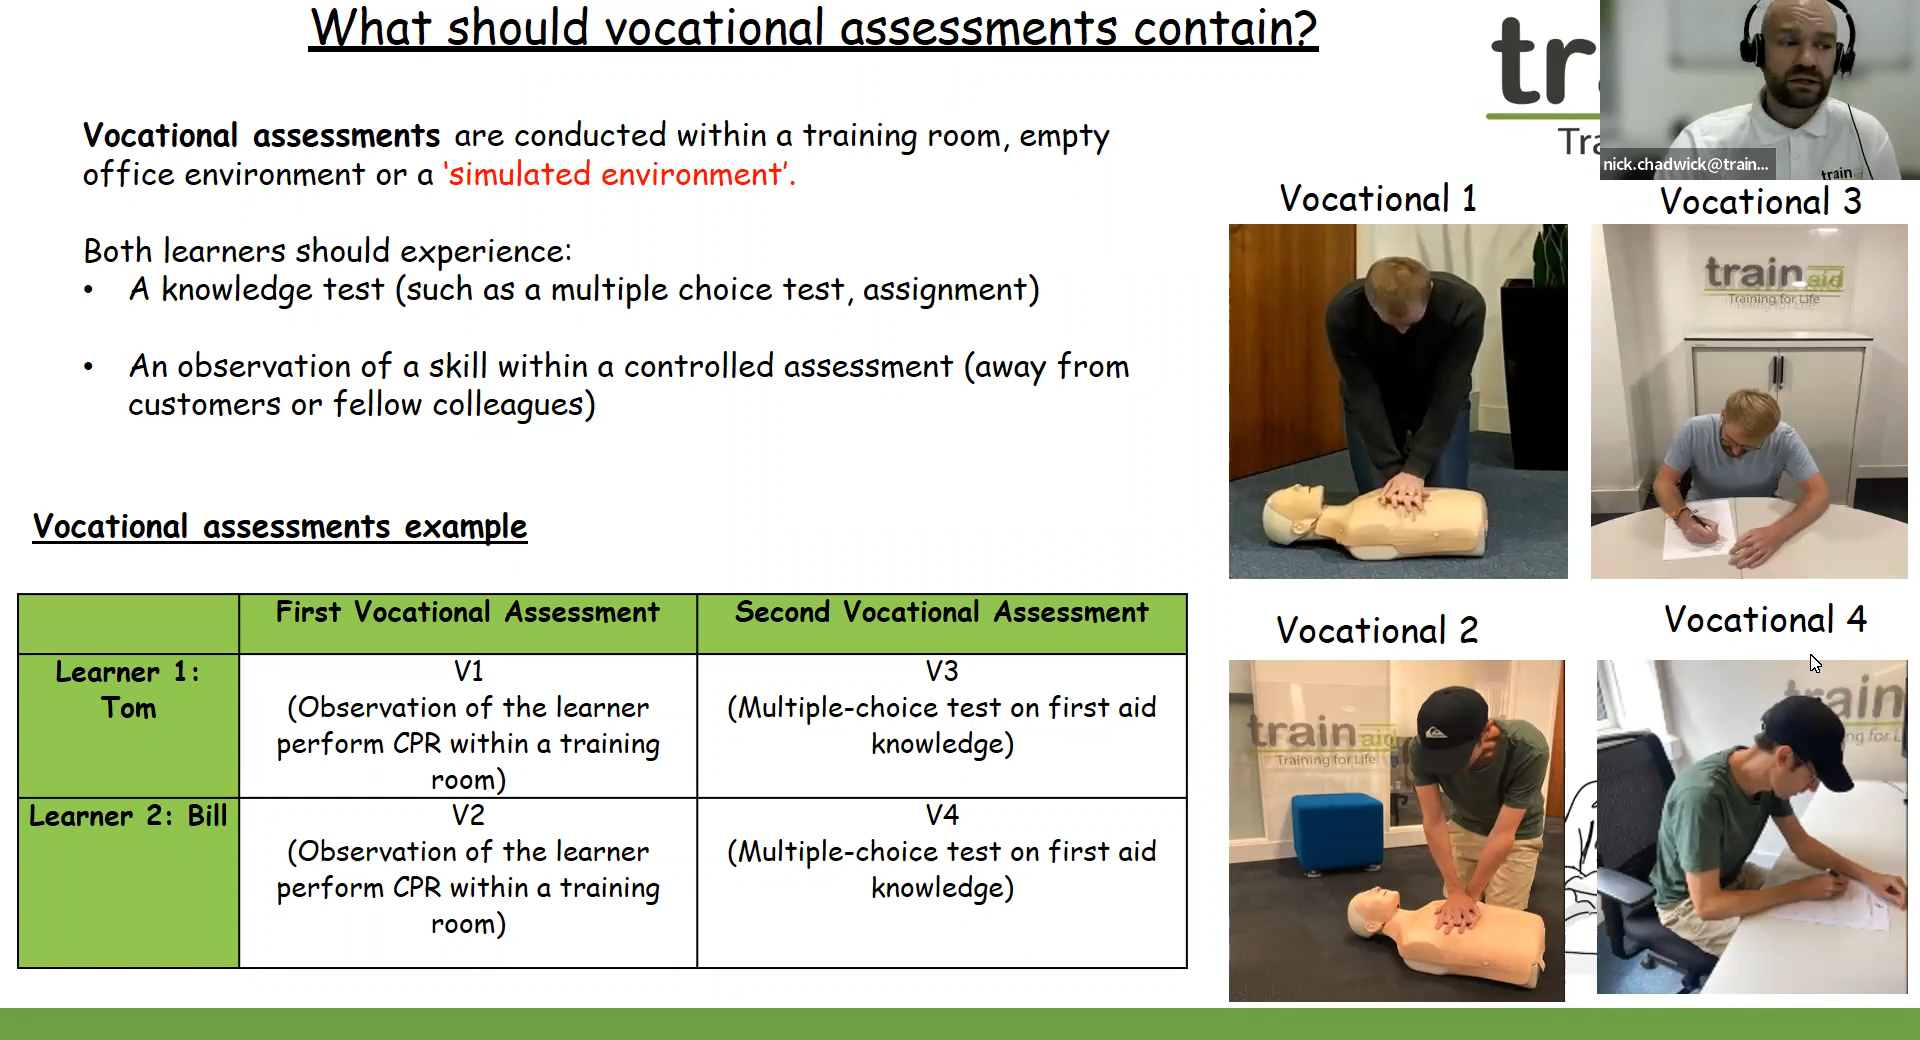 What should vocational assessments contain?
tr
Tra
nick.chadwick@train...
train
Vocational assessments are conducted within a training room, empty
office environment or a ‘simulated environment’.
Both learners should experience:
• A knowledge test (such as a multiple choice test, assignment)
• An observation of a skill within a controlled assessment (away from
customers or fellow colleagues)
Vocational 1
Vocational 3
train aid
Training for Life
Vocational assessments example
First Vocational Assessment
Second Vocational Assessment
Learner 1:
Tom
V1
(Observation of the learner
perform CPR within a training
room)
V3
(Multiple-choice test on first aid
knowledge)
Learner 2: Bill
V2
(Observation of the learner
perform CPR within a training
room)
V4
(Multiple-choice test on first aid
knowledge)
Vocational 2
Vocational 4
train aid
Training for Life
train
ng for L